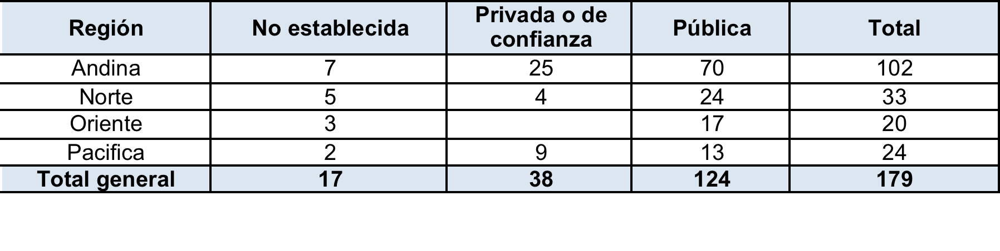 Región No establecida Privada o de confianza Pública Total
Andina 7 25 70 102
Norte 5 4 24 33
Oriente 3 17 20
Pacifica 2 9 13 24
Total general 17 38 124 179